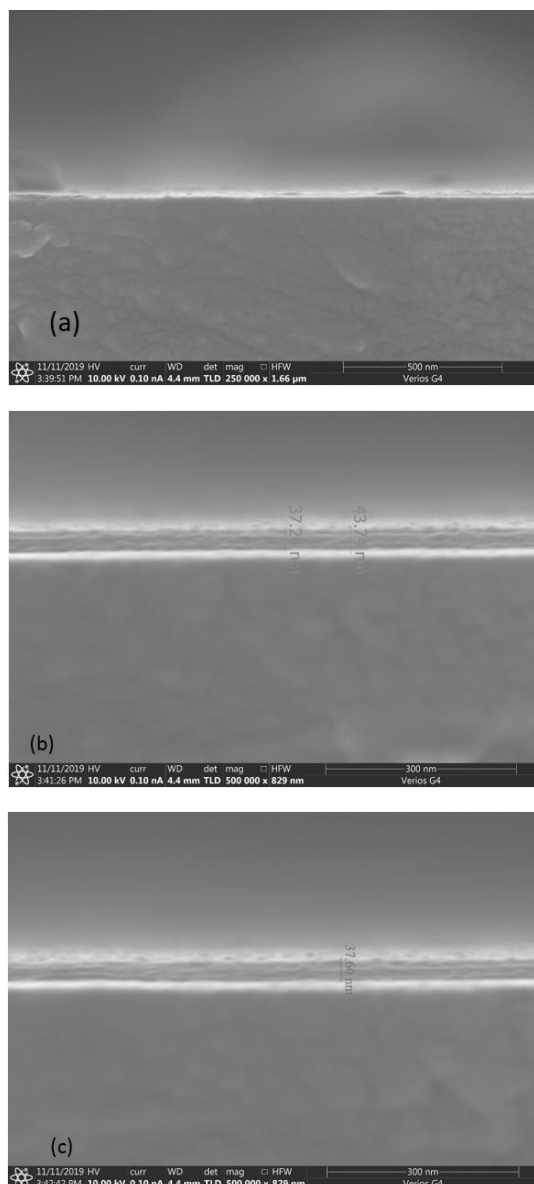 (a)
11/11/2019 HV curr WD det mag □ HFW 500 nm
3:39:51 PM 10.00 kV 0.10 nA 4.4 mm TLD 250 000 x 1.66 µm Verios G4
37.2 nm 43.7 nm
(b)
11/11/2019 HV curr WD det mag □ HFW 300 nm
3:41:26 PM 10.00 kV 0.10 nA 4.4 mm TLD 500 000 x 829 nm Verios G4
37.60 nm
(c)
11/11/2019 HV curr WD det mag □ HFW 300 nm
3:42:42 PM 10.00 kV 0.10 nA 4.4 mm TLD 500 000 x 829 nm Verios G4